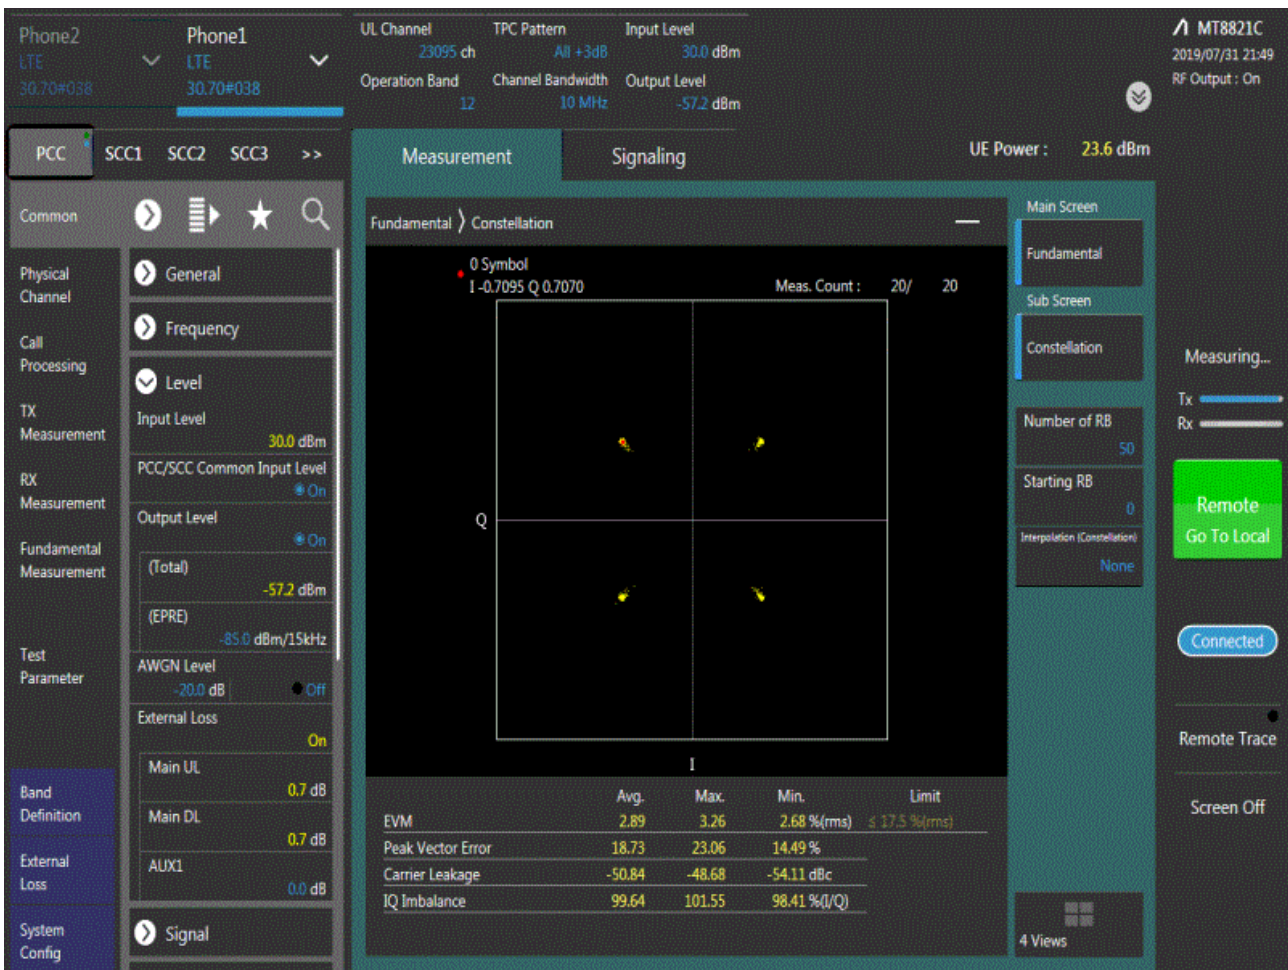 Phone2
LTE
30.70#038
Phone1
LTE
30.70#038
UL Channel
23095 ch
TPC Pattern
All +3dB
Input Level
30.0 dBm
Operation Band
12
Channel Bandwidth
10 MHz
Output Level
-57.2 dBm
MT8821C
2019/07/31 21:49
RF Output : On
PCC SCC1 SCC2 SCC3 >>
Measurement
Signaling
UE Power : 23.6 dBm
Common
Physical
Channel
Call
Processing
TX
Measurement
RX
Measurement
Fundamental
Measurement
Test
Parameter
Band
Definition
External
Loss
System
Config
General
Frequency
Level
Input Level
30.0 dBm
PCC/SCC Common Input Level
On
Output Level
On
(Total)
-57.2 dBm
(EPRE)
-85.0 dBm/15kHz
AWGN Level
-20.0 dB Off
External Loss
On
Main UL
0.7 dB
Main DL
0.7 dB
AUX1
0.0 dB
Signal
Fundamental 〉 Constellation
0 Symbol
I -0.7095 Q 0.7070
Meas. Count : 20/ 20
Q
I
Avg. Max. Min. Limit
EVM 2.89 3.26 2.68 %(rms) ≤ 17.5 %(rms)
Peak Vector Error 18.73 23.06 14.49 %
Carrier Leakage -50.84 -48.68 -54.11 dBc
IQ Imbalance 99.64 101.55 98.41 %(I/Q)
Main Screen
Fundamental
Sub Screen
Constellation
Number of RB
50
Starting RB
0
Interpolation (Constellation)
None
4 Views
Measuring...
Tx
Rx
Remote
Go To Local
Connected
Remote Trace
Screen Off